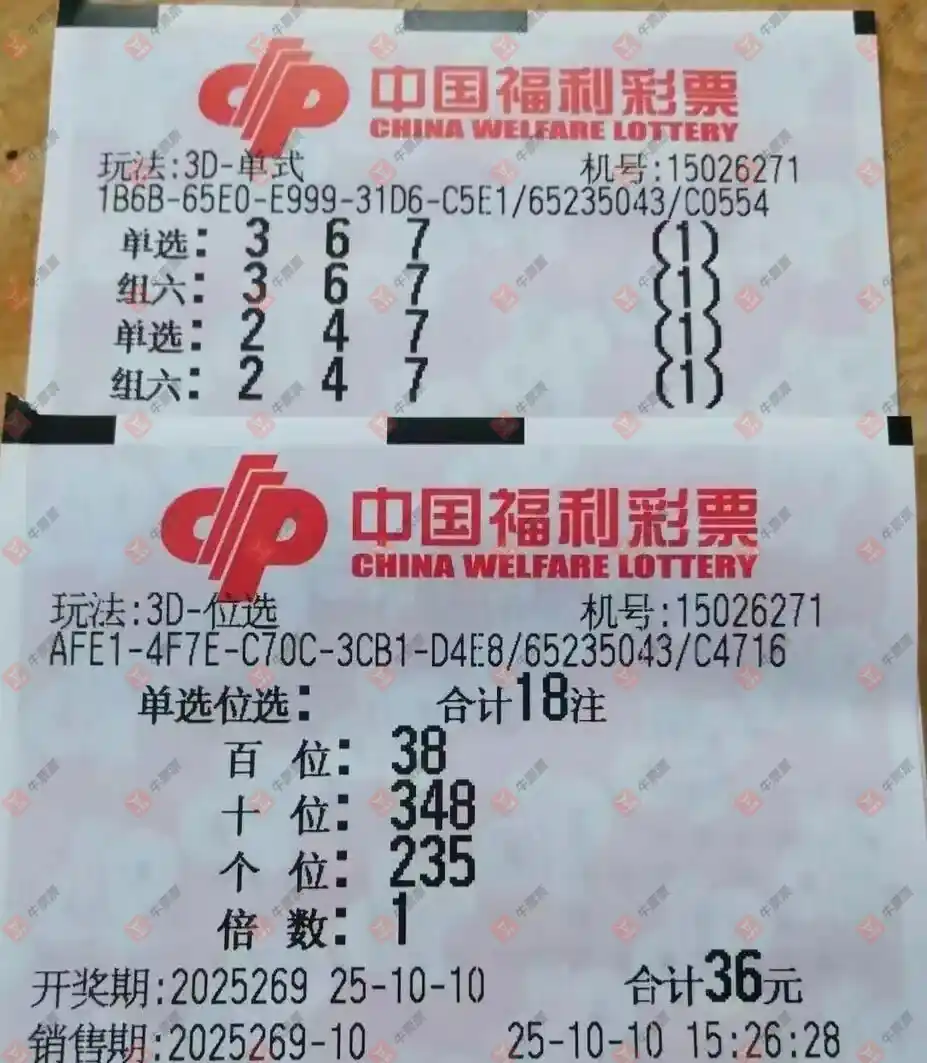 中国福利彩票
CHINA WELFARE LOTTERY
玩法:3D-单式 机号:15026271
1B6B-65E0-E999-31D6-C5E1/65235043/C0554
单选: 3 6 7 (1)
组六: 3 6 7 (1)
单选: 2 4 7 (1)
组六: 2 4 7 (1)
中国福利彩票
CHINA WELFARE LOTTERY
玩法:3D-位选 机号:15026271
AFE1-4F7E-C70C-3CB1-D4E8/65235043/C4716
单选位选: 合计18注
百 位: 38
十 位: 348
个 位: 235
倍 数: 1
开奖期:2025269 25-10-10 合计36元
销售期:2025269-10 25-10-10 15:26:28